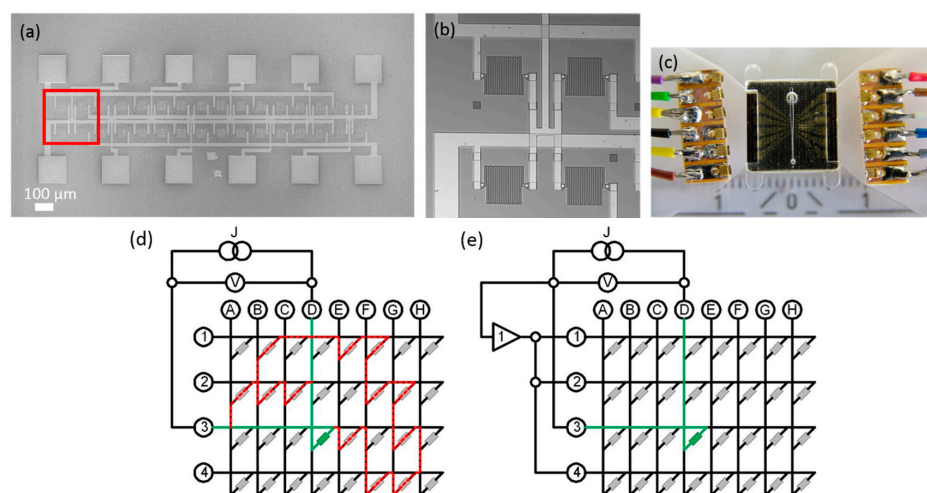 (a)
100 µm
(b)
(c)
1 0 1
(d)
J
V
A B C D E F G H
1
2
3
4
(e)
J
V
A B C D E F G H
1
1
2
3
4